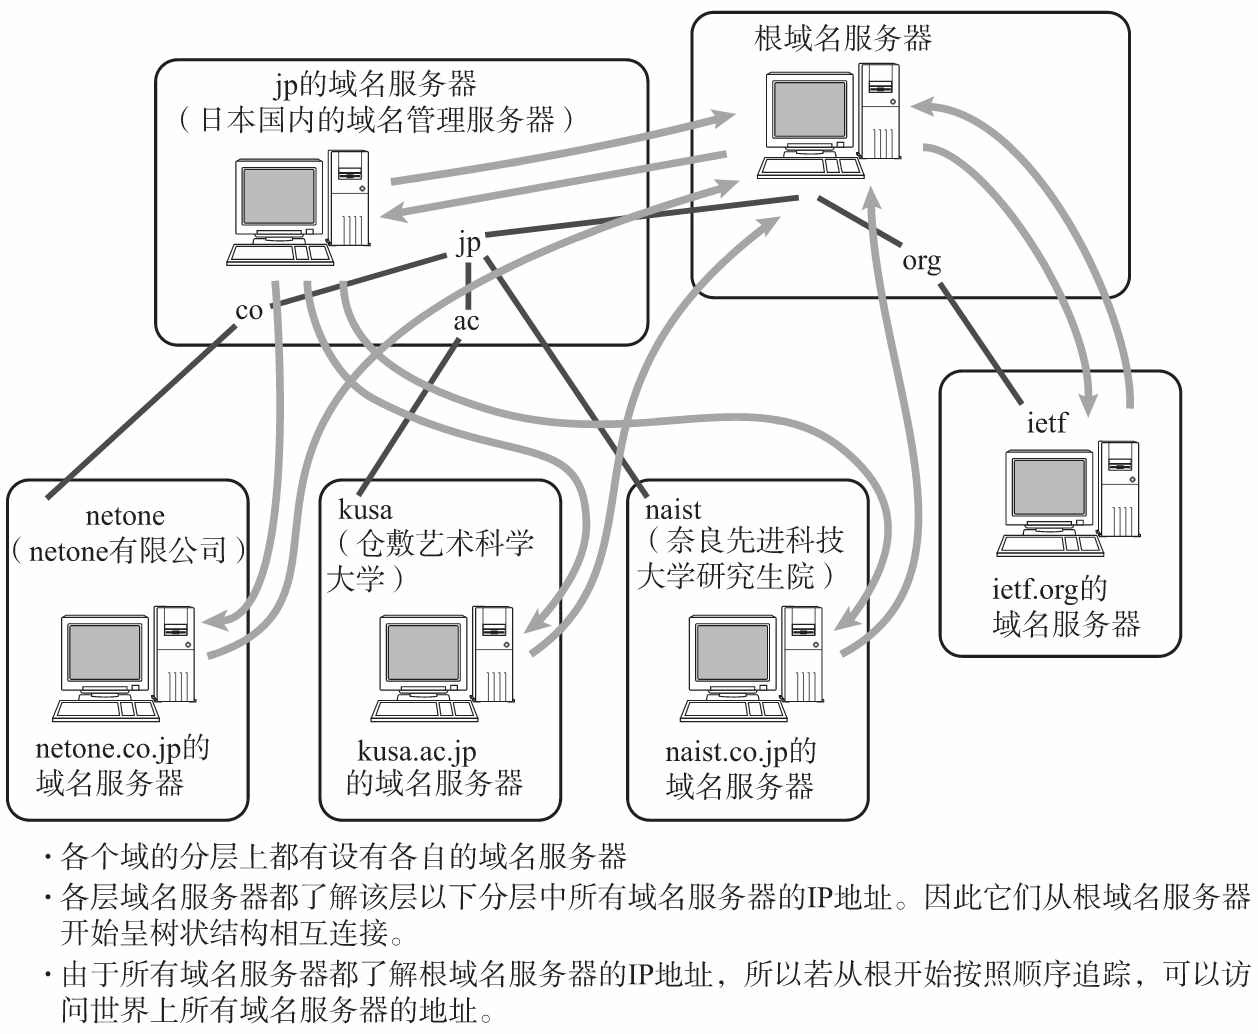 根域名服务器
jp的域名服务器
（日本国内的域名管理服务器）
jp
org
co
ac
ietf
netone
（netone有限公司）
kusa
（仓敷艺术科学
大学）
naist
（奈良先进科技
大学研究生院）
ietf.org的
域名服务器
netone.co.jp的
域名服务器
kusa.ac.jp
的域名服务器
naist.co.jp的
域名服务器
·各个域的分层上都有设有各自的域名服务器
·各层域名服务器都了解该层以下分层中所有域名服务器的IP地址。因此它们从根域名服务器
开始呈树状结构相互连接。
·由于所有域名服务器都了解根域名服务器的IP地址，所以若从根开始按照顺序追踪，可以访
问世界上所有域名服务器的地址。